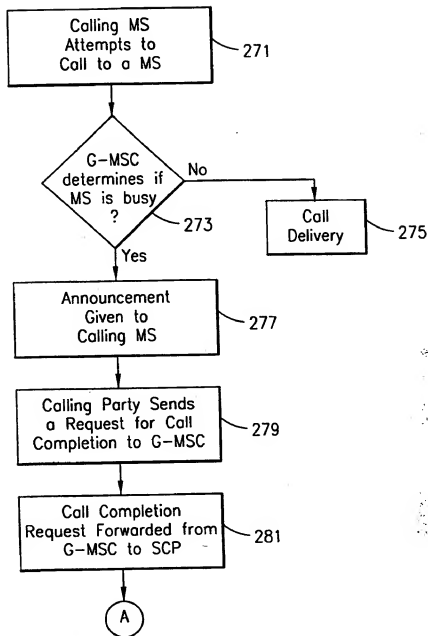 Calling MS
Attempts to
Call to a MS
271
G-MSC
determines if
MS is busy
?
273
No
Call
Delivery
275
Yes
Announcement
Given to
Calling MS
277
Calling Party Sends
a Request for Call
Completion to G-MSC
279
Call Completion
Request Forwarded from
G-MSC to SCP
281
A